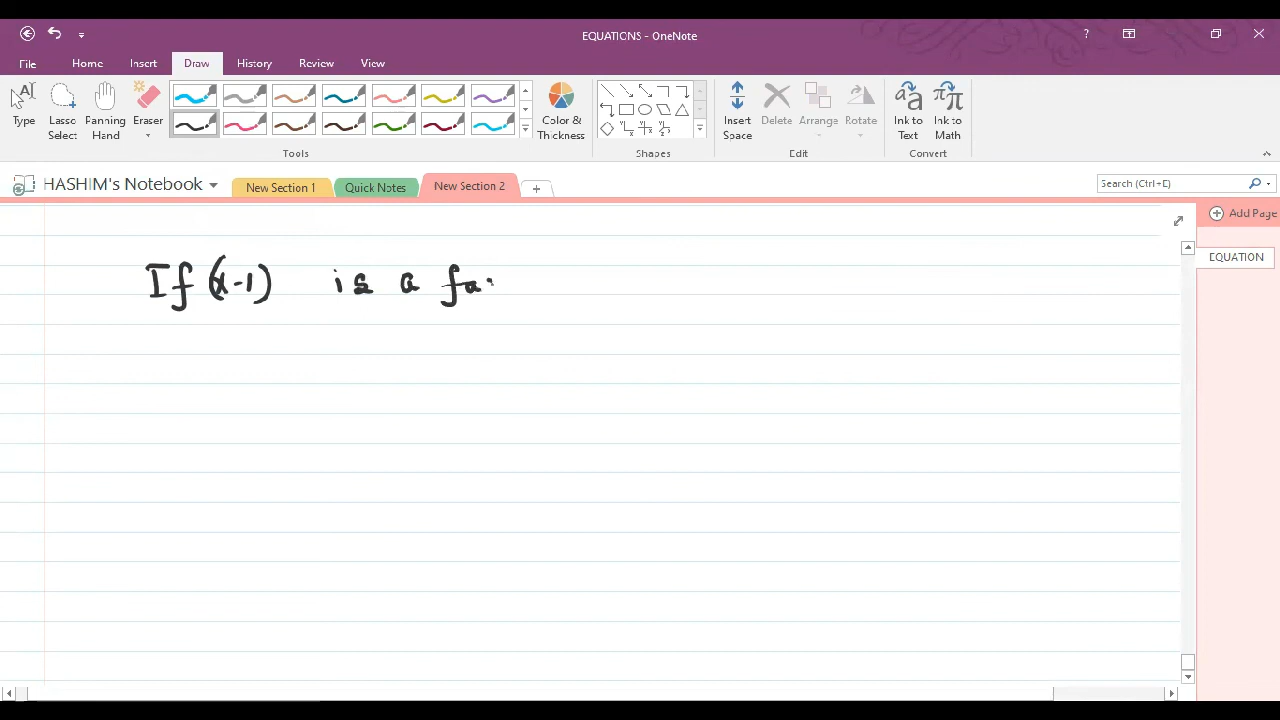 EQUATIONS - OneNote
?
File Home Insert Draw History Review View
Type
Lasso Select
Panning Hand
Eraser
Color & Thickness
Insert Space
Delete
Arrange
Rotate
Ink to Text
Ink to Math
Tools Shapes Edit Convert
HASHIM's Notebook New Section 1 Quick Notes New Section 2 +
Search (Ctrl+E)
Add Page
EQUATION
If (x-1) is a fa